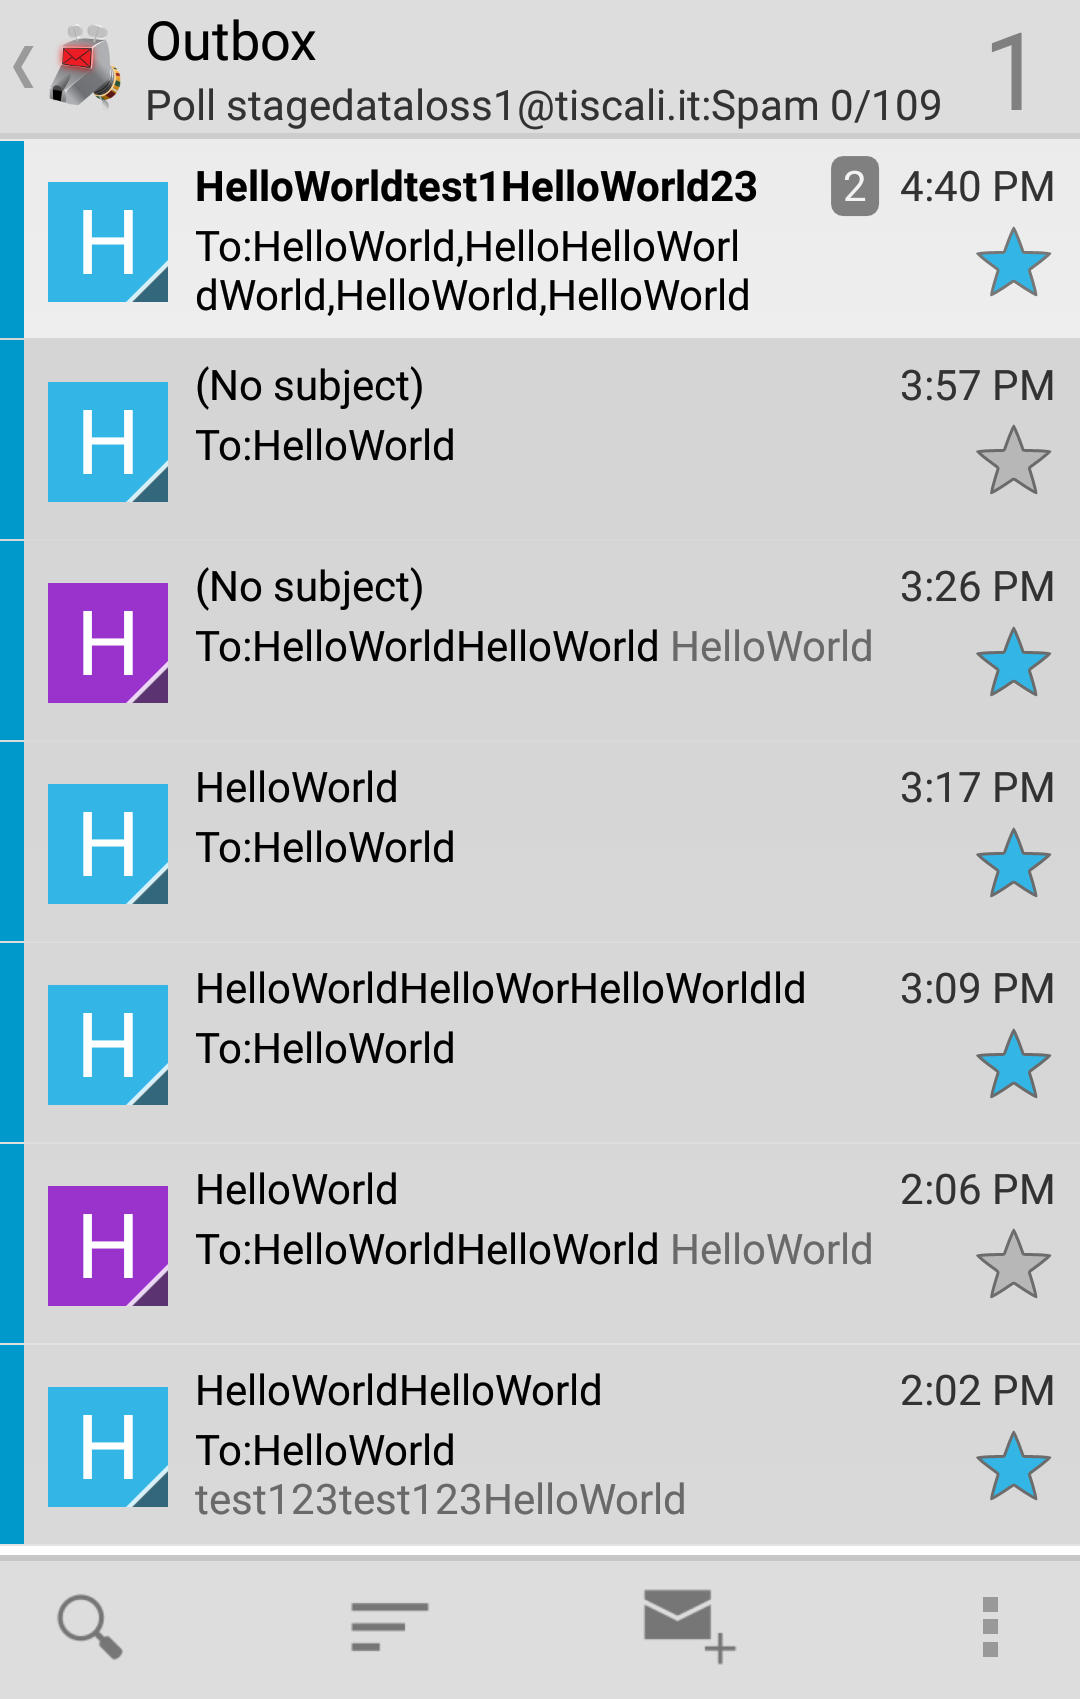 Outbox
Poll stagedataloss1@tiscali.it:Spam 0/109
1
HelloWorldtest1HelloWorld23 2 4:40 PM
H
To:HelloWorld,HelloHelloWorl
dWorld,HelloWorld,HelloWorld
(No subject) 3:57 PM
H
To:HelloWorld
(No subject) 3:26 PM
H
To:HelloWorldHelloWorld HelloWorld
HelloWorld 3:17 PM
H
To:HelloWorld
HelloWorldHelloWorHelloWorldld 3:09 PM
H
To:HelloWorld
HelloWorld 2:06 PM
H
To:HelloWorldHelloWorld HelloWorld
HelloWorldHelloWorld 2:02 PM
H
To:HelloWorld
test123test123HelloWorld